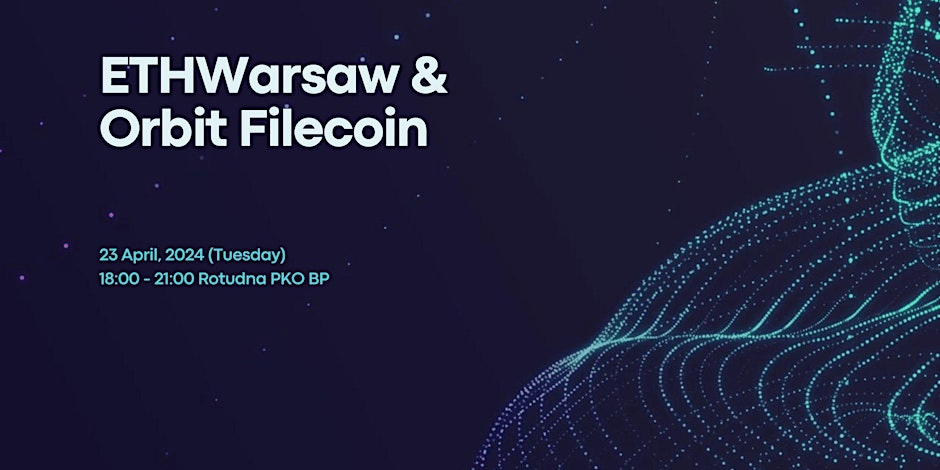 ETHWarsaw &
Orbit Filecoin
23 April, 2024 (Tuesday)
18:00 - 21:00 Rotudna PKO BP